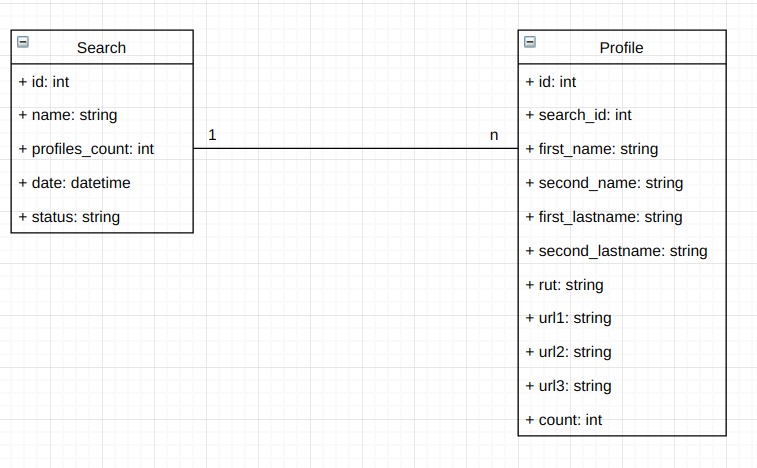 Search
+ id: int
+ name: string
+ profiles_count: int
+ date: datetime
+ status: string
1
n
Profile
+ id: int
+ search_id: int
+ first_name: string
+ second_name: string
+ first_lastname: string
+ second_lastname: string
+ rut: string
+ url1: string
+ url2: string
+ url3: string
+ count: int